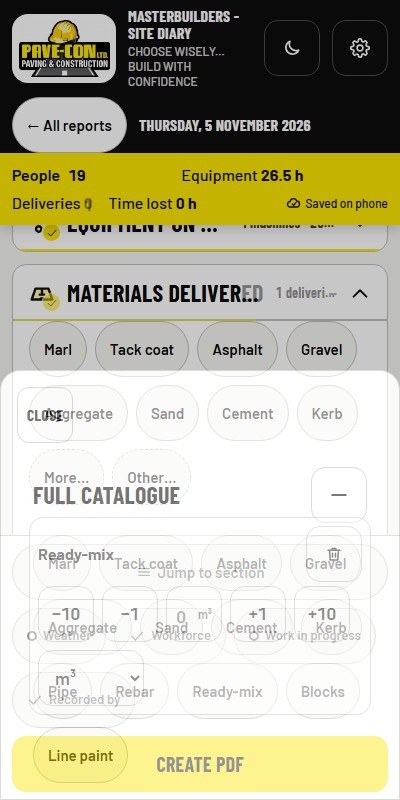 PAVE-CON LTD.
PAVING & CONSTRUCTION
MASTERBUILDERS -
SITE DIARY
CHOOSE WISELY...
BUILD WITH
CONFIDENCE
← All reports
THURSDAY, 5 NOVEMBER 2026
People 19
Equipment 26.5 h
Deliveries 0
Time lost 0 h
Saved on phone
EQUIPMENT ON ...
MATERIALS DELIVER...
1 deliveri...
Marl
Tack coat
Asphalt
Gravel
CLOSE
Aggregate
Sand
Cement
Kerb
More...
Other...
FULL CATALOGUE
—
Ready-mix
Marl
Tack coat
Asphalt
Gravel
Jump to section
−10
−1
0 m³
+1
+10
Aggregate
Sand
Cement
Kerb
Weather
Workforce
Work in progress
m³
Pipe
Rebar
Ready-mix
Blocks
Recorded by
Line paint
CREATE PDF